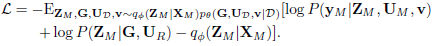 ℒ = −E_{Z_M,G,U_D,v∼q_ϕ(Z_M|X_M)p_θ(G,U_D,v|𝒟)}[log P(y_M|Z_M, U_M, v)
+ log P(Z_M|G, U_R) − q_ϕ(Z_M|X_M)].